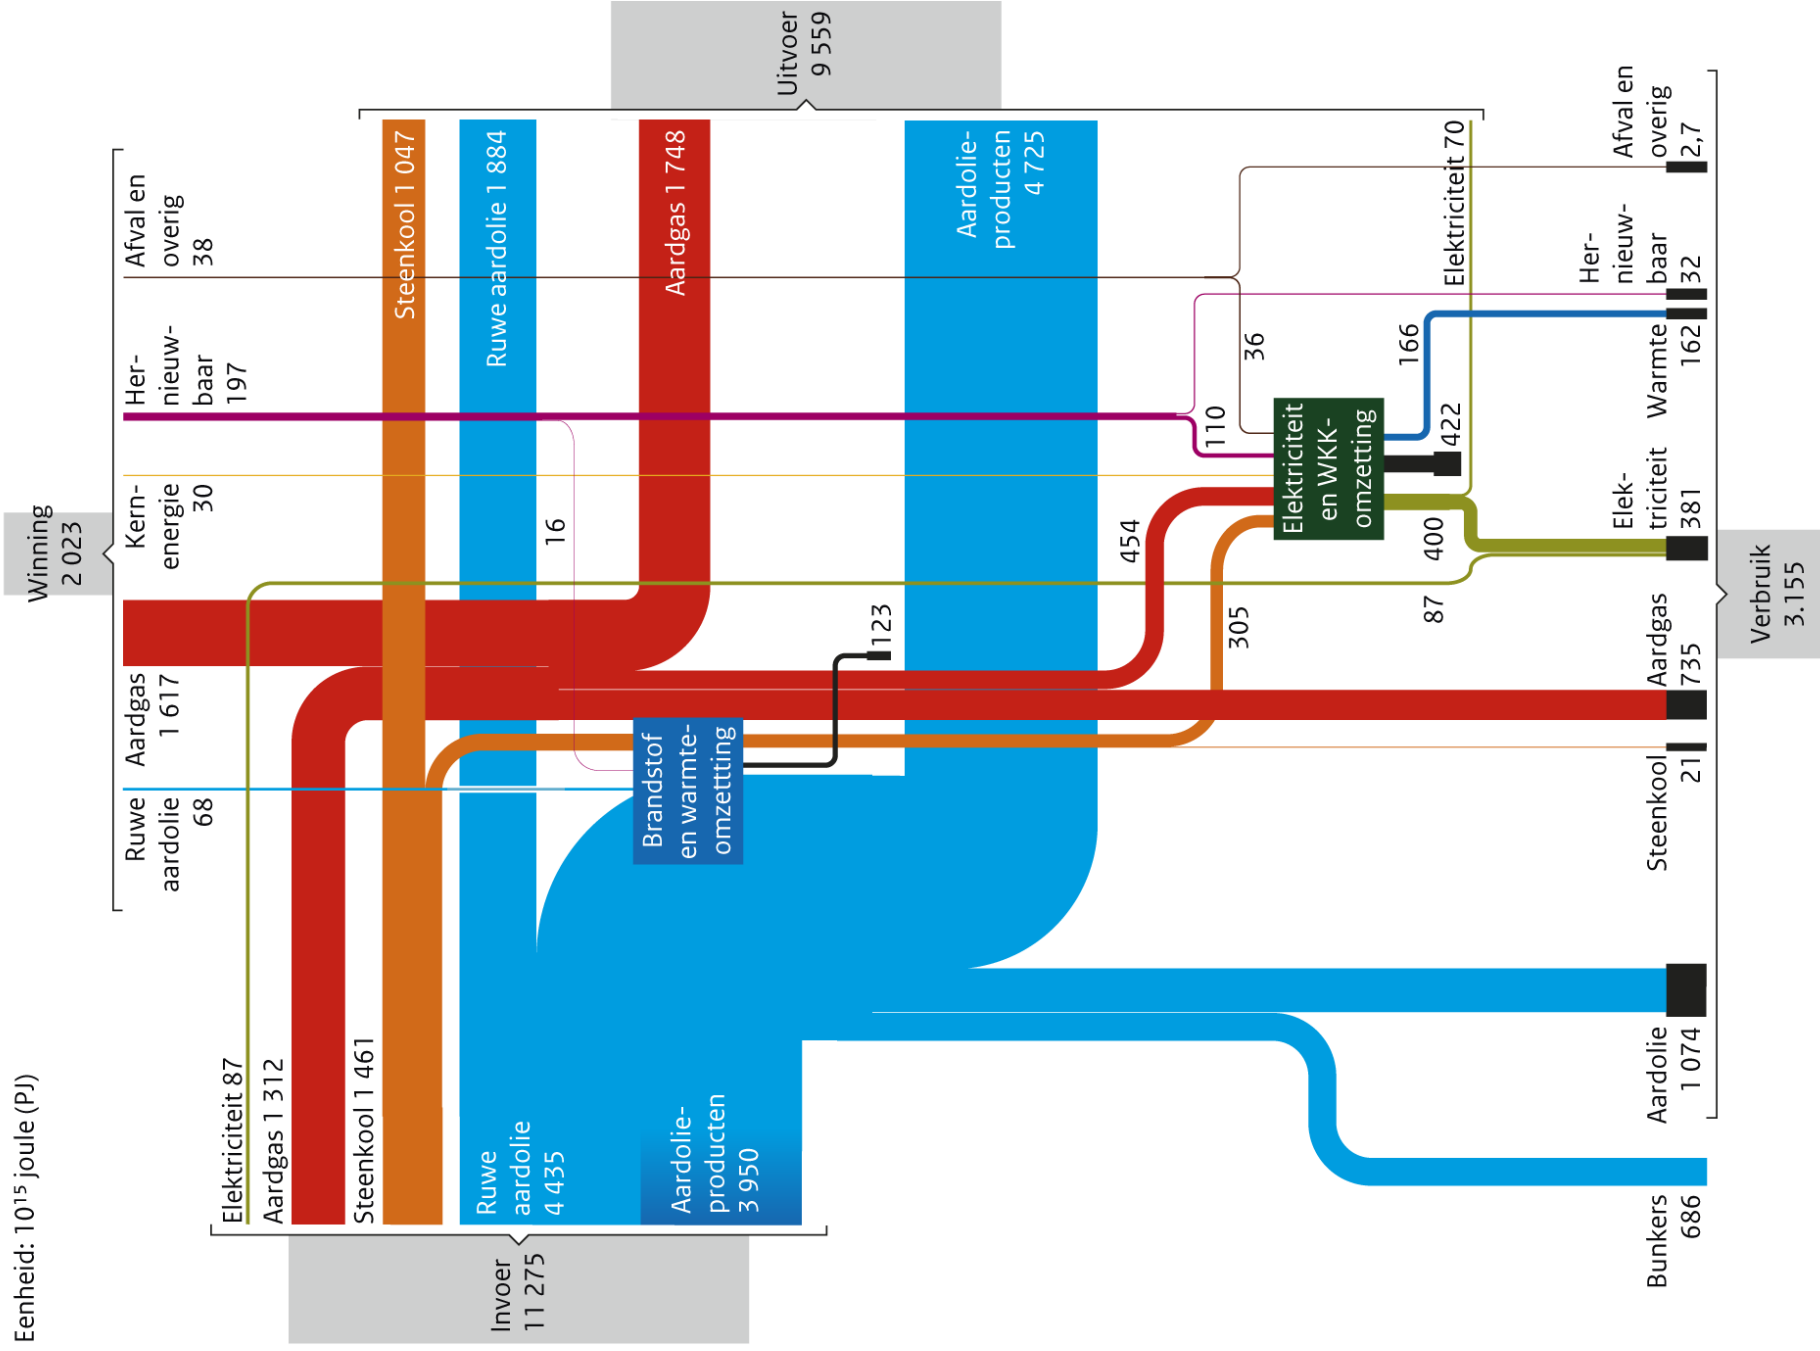 Eenheid: 10¹⁵ joule (PJ)
Invoer
11 275
Elektriciteit 87
Aardgas 1 312
Steenkool 1 461
Ruwe
aardolie
4 435
Aardolie-
producten
3 950
Winning
2 023
Ruwe
aardolie
68
Aardgas
1 617
Kern-
energie
30
Her-
nieuw-
baar
197
Afval en
overig
38
Uitvoer
9 559
Steenkool 1 047
Ruwe aardolie 1 884
Aardgas 1 748
Aardolie-
producten
4 725
Elektriciteit 70
16
Brandstof
en warmte-
omzettting
123
454
305
110
36
Elektriciteit
en WKK-
omzetting
166
422
400
87
Verbruik
3.155
Bunkers
686
Aardolie
1 074
Steenkool
21
Aardgas
735
Elek-
triciteit
381
Warmte
162
Her-
nieuw-
baar
32
Afval en
overig
2,7